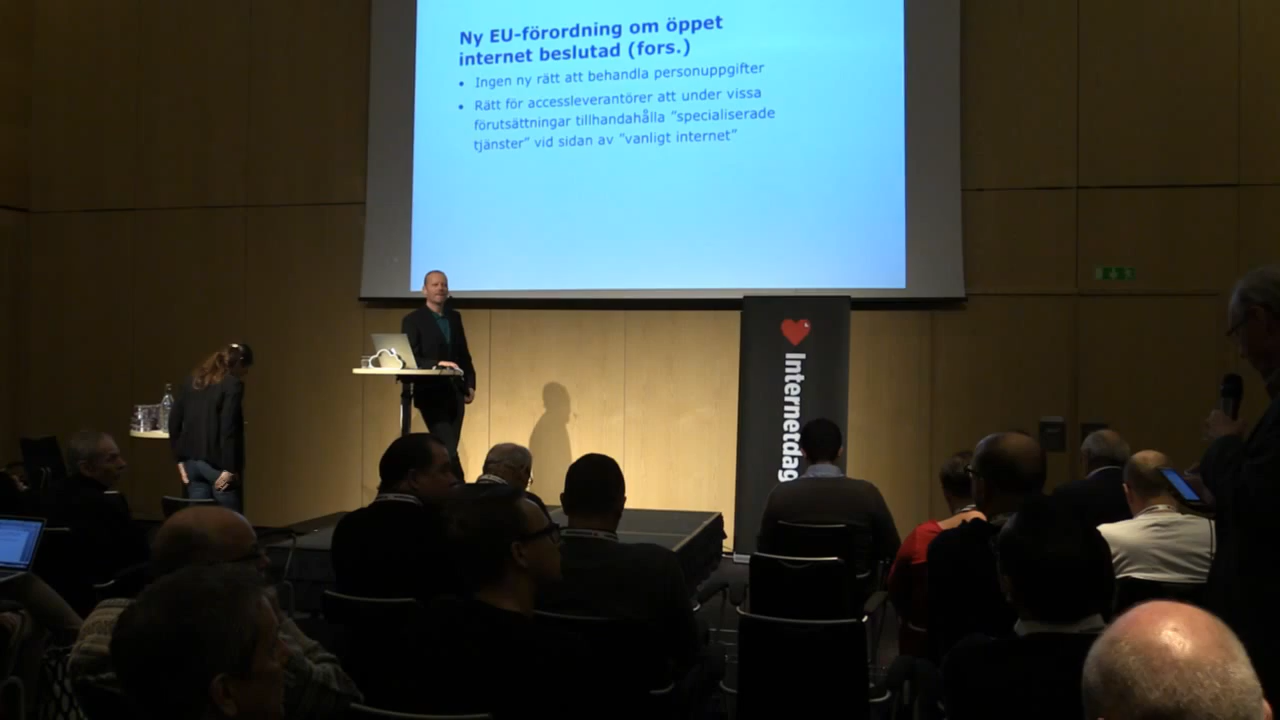 Ny EU-förordning om öppet
internet beslutad (fors.)
• Ingen ny rätt att behandla personuppgifter
• Rätt för accessleverantörer att under vissa
förutsättningar tillhandahålla ”specialiserade
tjänster” vid sidan av ”vanligt internet”
Internetdag